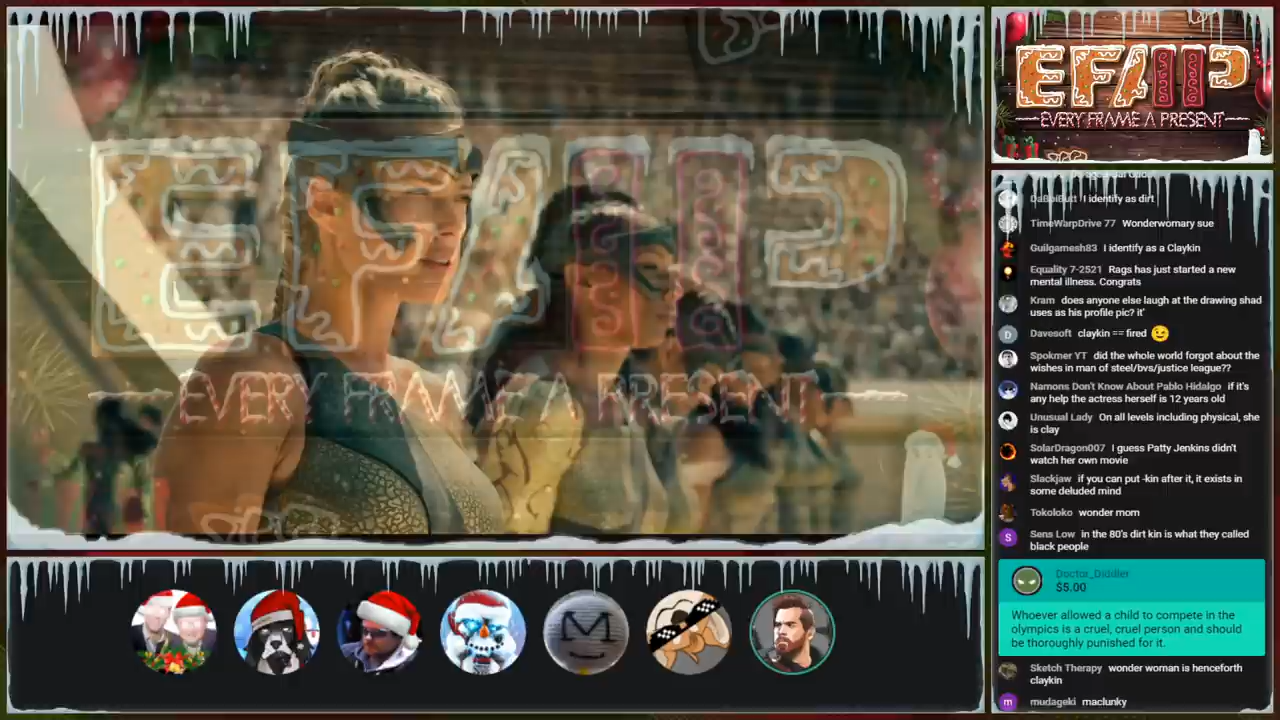 EFAP
EVERY FRAME A PRESENT
EFAP
EVERY FRAME A PRESENT
M
DaBoiButt I identify as dirt
TimeWarpDrive 77 Wonderwomary sue
Guilgamesh83 I identify as a Claykin
Equality 7-2521 Rags has just started a new
mental illness. Congrats
Kram does anyone else laugh at the drawing shad
uses as his profile pic? it'
D
Davesoft claykin == fired 😉
Spokmer YT did the whole world forgot about the
wishes in man of steel/bvs/justice league??
Namons Don't Know About Pablo Hidalgo if it's
any help the actress herself is 12 years old
Unusual Lady On all levels including physical, she
is clay
SolarDragon007 I guess Patty Jenkins didn't
watch her own movie
Slackjaw if you can put -kin after it, it exists in
some deluded mind
Tokoloko wonder mom
S
Sens Low in the 80's dirt kin is what they called
black people
Doctor_Diddler
$5.00
Whoever allowed a child to compete in the
olympics is a cruel, cruel person and should
be thoroughly punished for it.
Sketch Therapy wonder woman is henceforth
claykin
m
mudageki maclunky